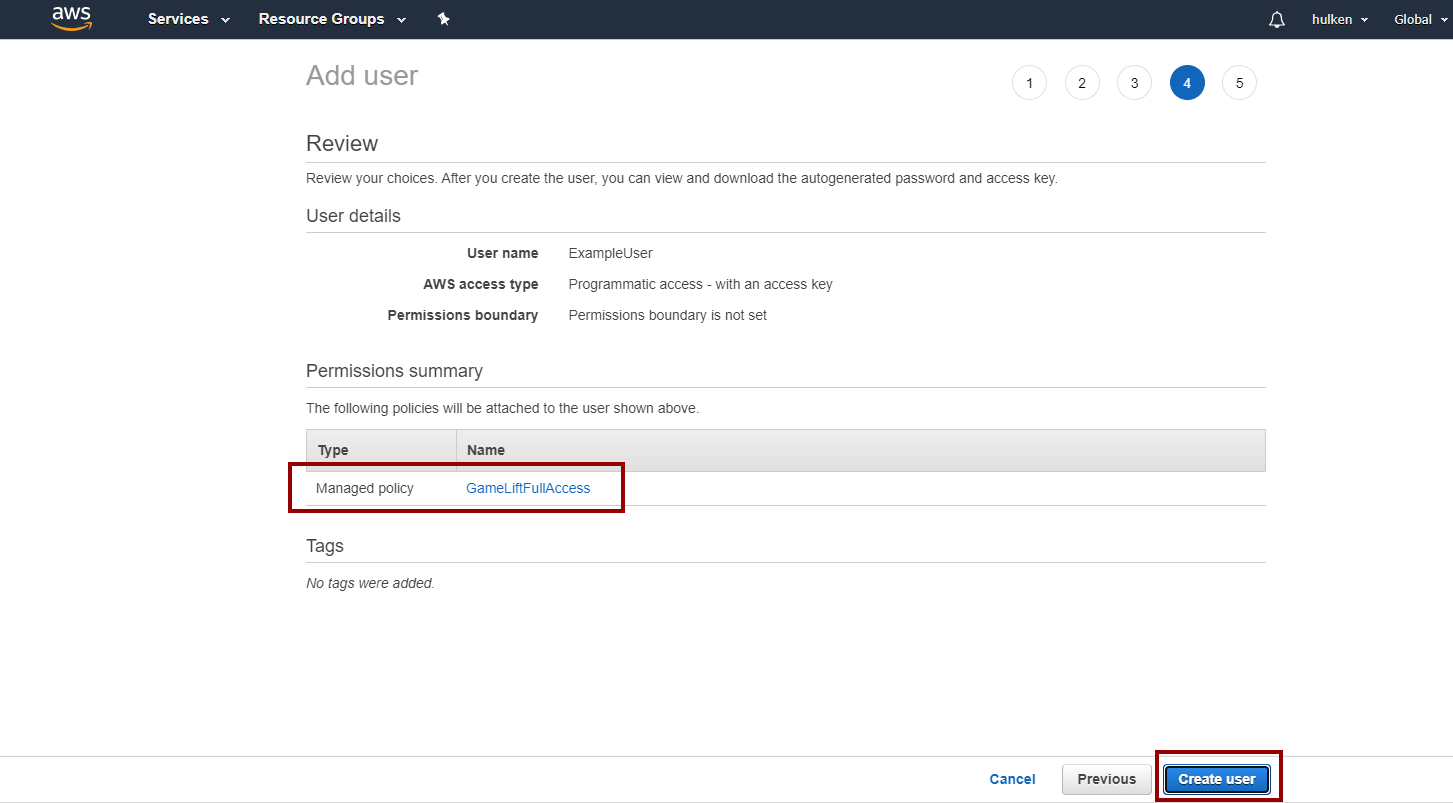 aws Services Resource Groups hulken Global
Add user
1 2 3 4 5
Review
Review your choices. After you create the user, you can view and download the autogenerated password and access key.
User details
User name ExampleUser
AWS access type Programmatic access - with an access key
Permissions boundary Permissions boundary is not set
Permissions summary
The following policies will be attached to the user shown above.
Type Name
Managed policy GameLiftFullAccess
Tags
No tags were added.
Cancel Previous Create user